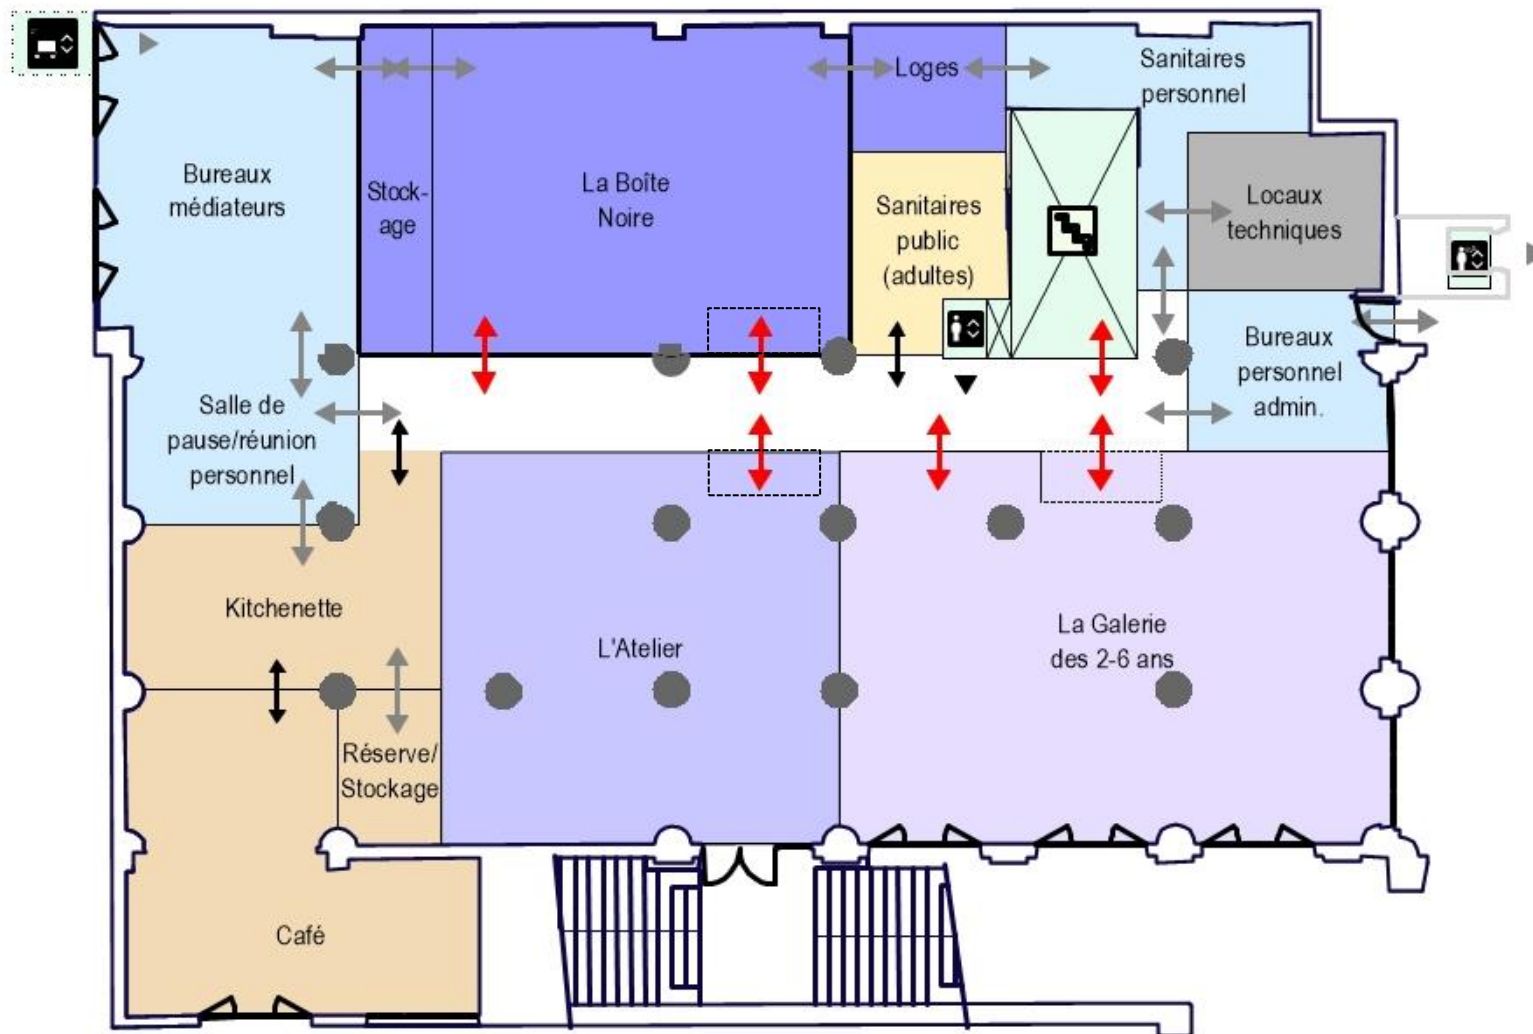 Loges
Sanitaires
personnel
Bureaux
médiateurs
Stock-
age
La Boîte
Noire
Sanitaires
public
(adultes)
Locaux
techniques
Bureaux
personnel
admin.
Salle de
pause/réunion
personnel
Kitchenette
L'Atelier
La Galerie
des 2-6 ans
Réserve/
Stockage
Café